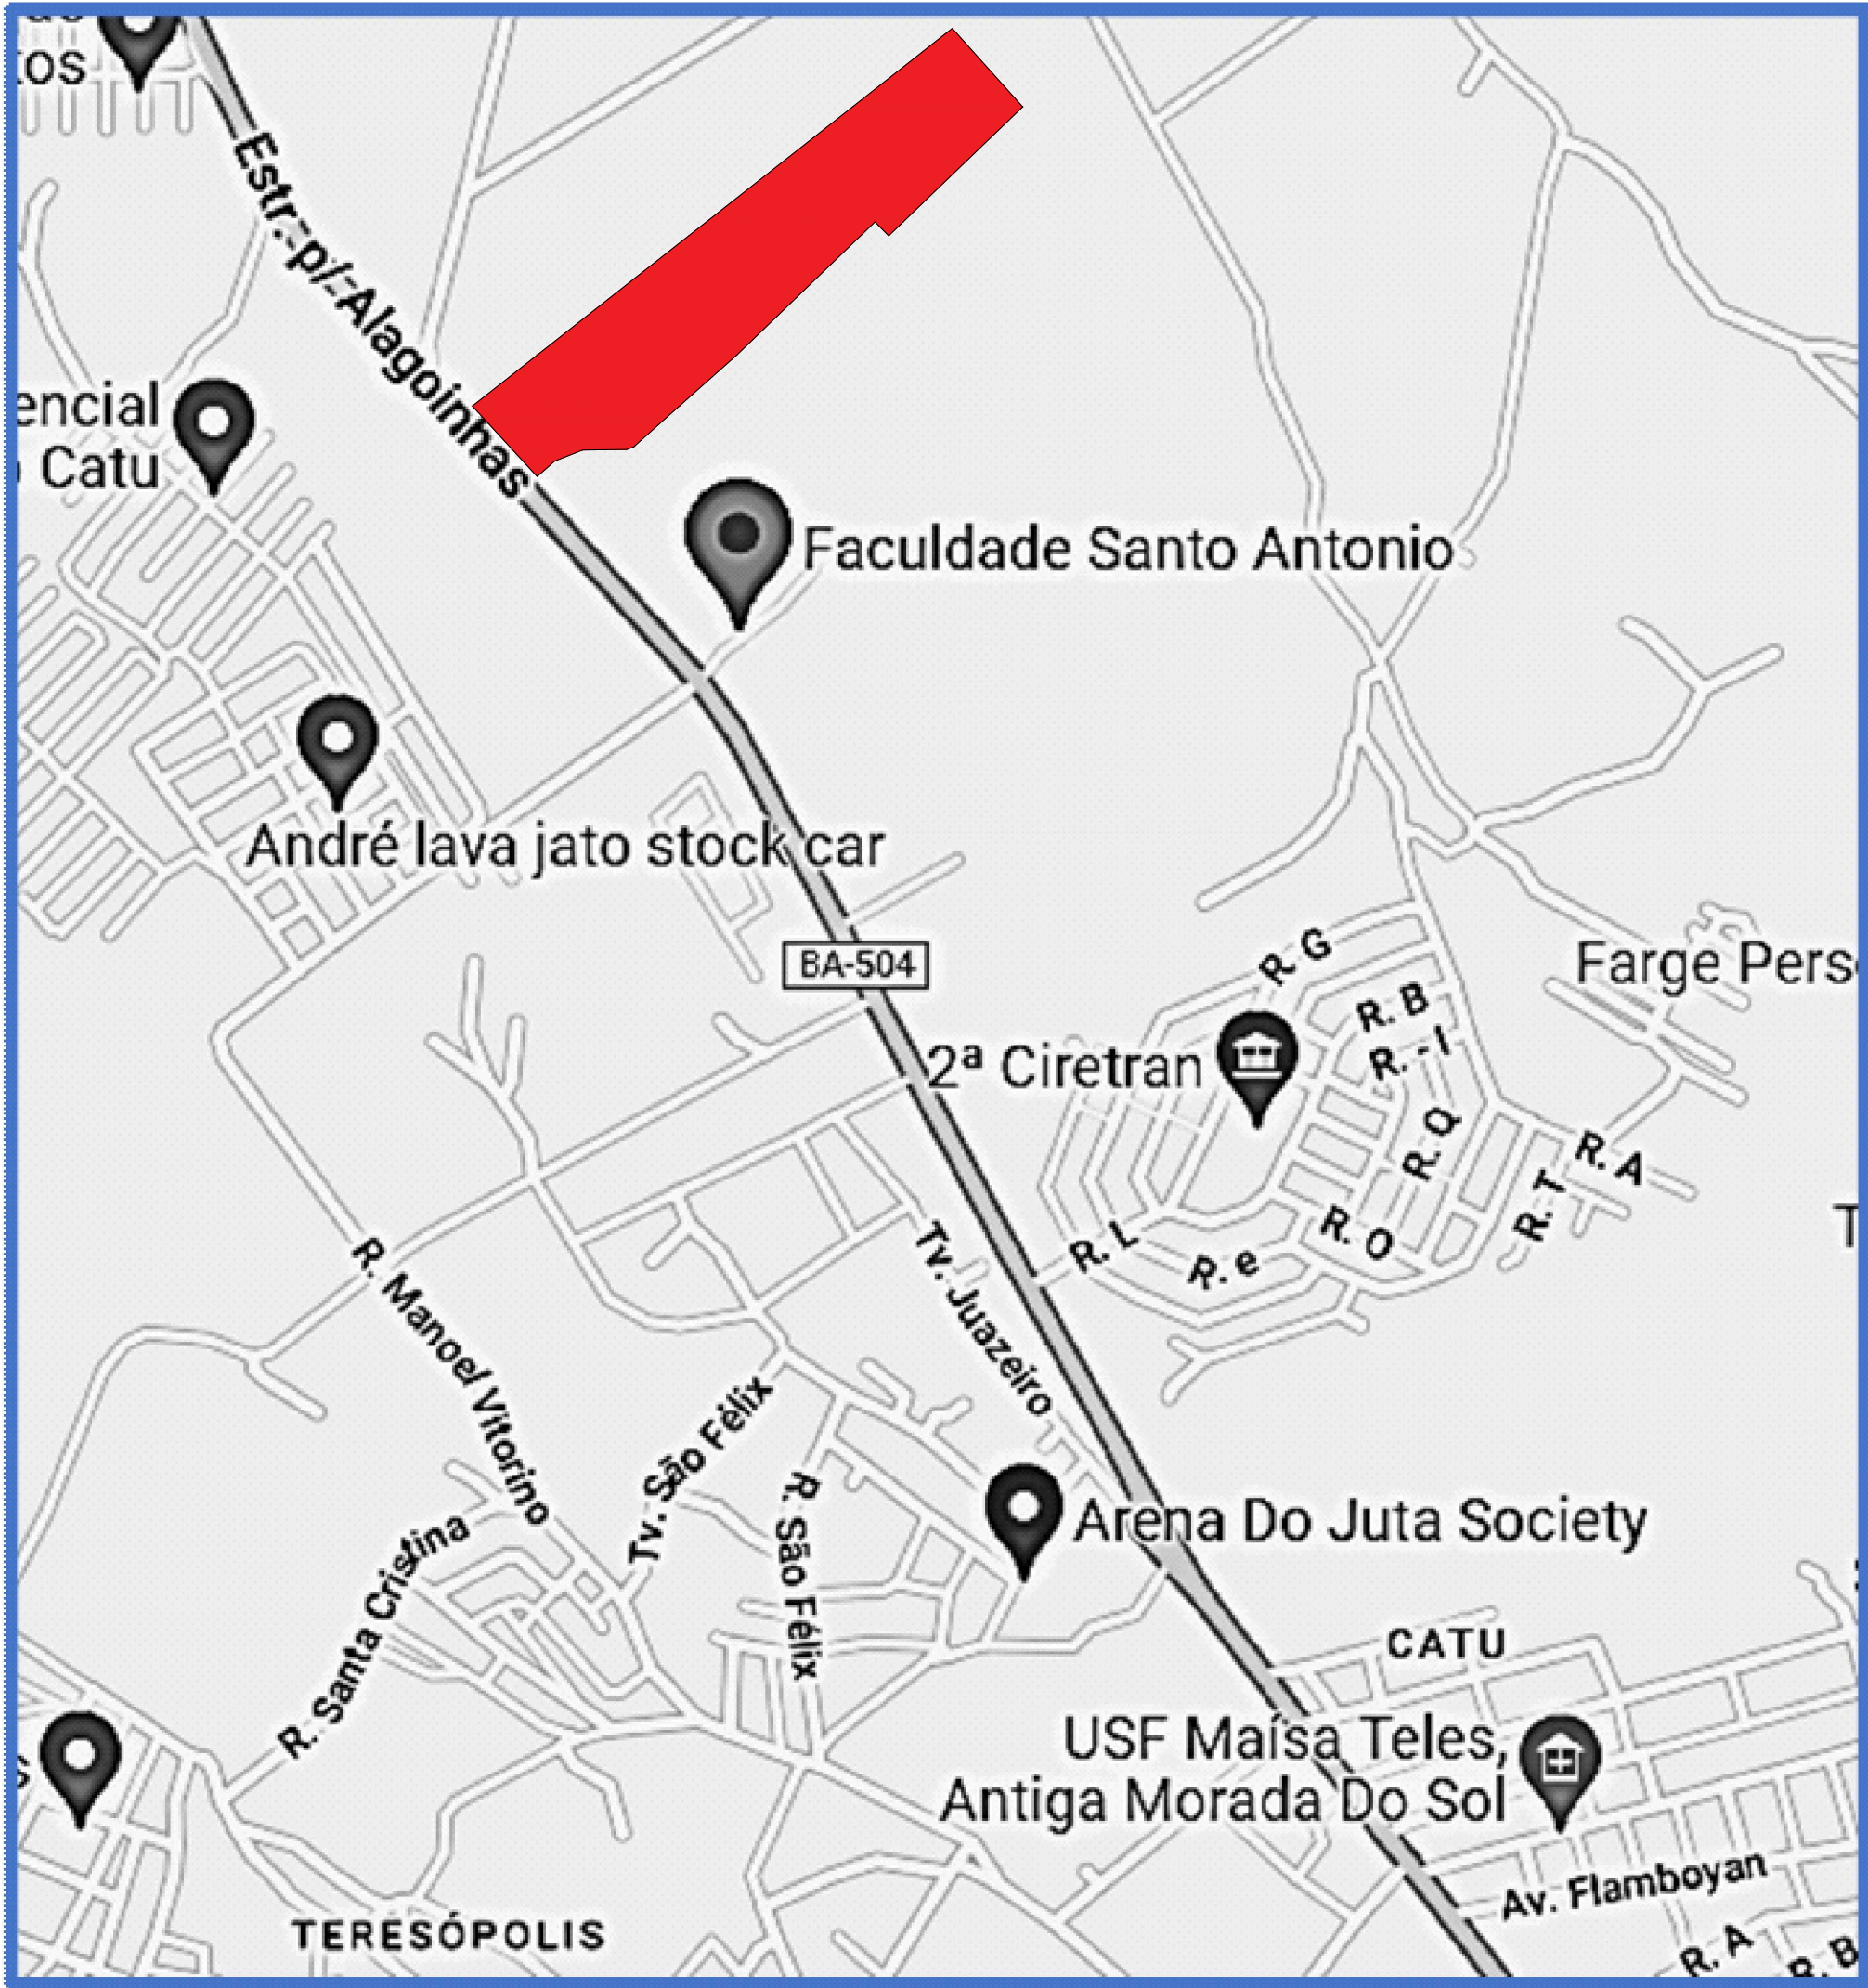 tos
Estr. p/ Alagoinhas
encial
Catu
Faculdade Santo Antonio
André lava jato stock car
BA-504
R G
R. B
R. -I
Farge Pers
2ª Ciretran
R. Q
R. A
R. T
R. L
R. e
R. O
T
Tv. Juazeiro
R. Manoel Vitorino
Tv. São Félix
R. São Félix
R. Santa Cristina
Arena Do Juta Society
CATU
USF Maísa Teles,
Antiga Morada Do Sol
Av. Flamboyan
TERESÓPOLIS
R. A
R. B